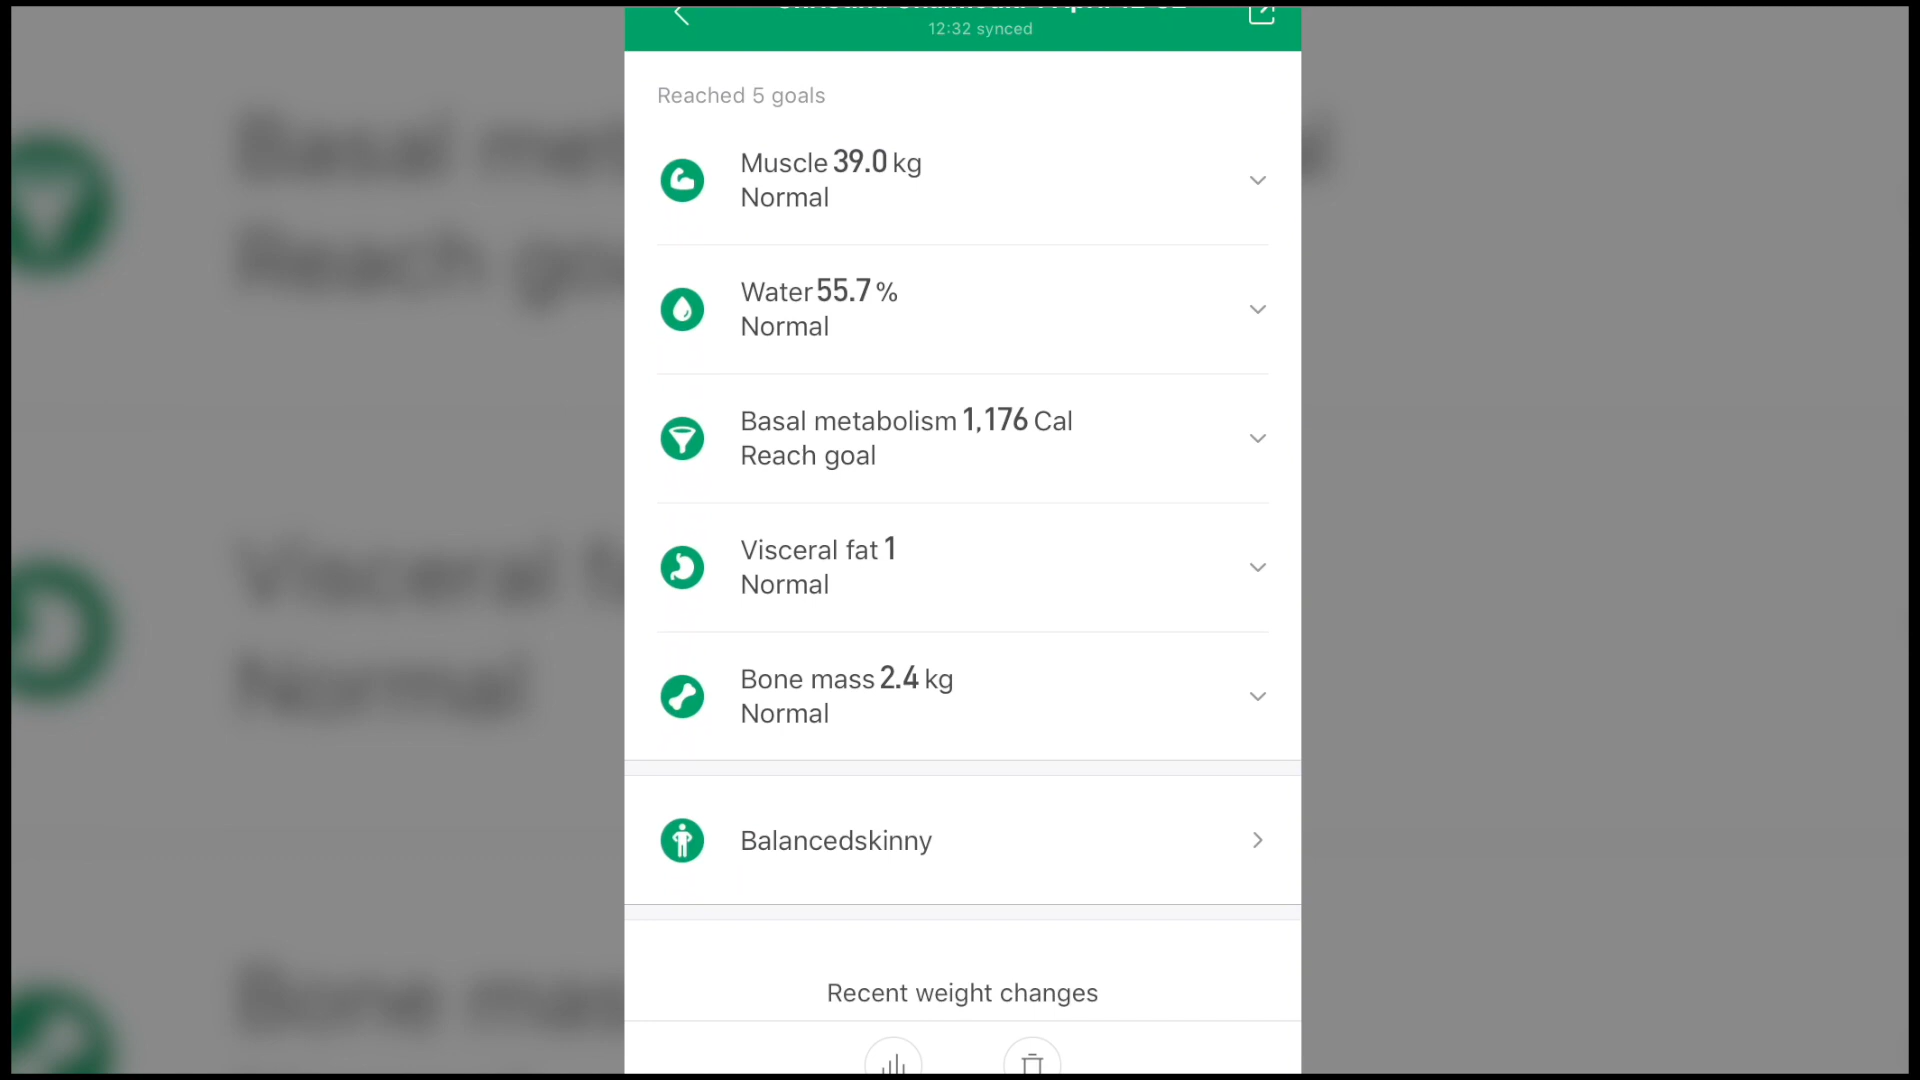 12:32 synced
Reached 5 goals
Muscle 39.0 kg
Normal
Water 55.7 %
Normal
Basal metabolism 1,176 Cal
Reach goal
Visceral fat 1
Normal
Bone mass 2.4 kg
Normal
Balancedskinny
Recent weight changes